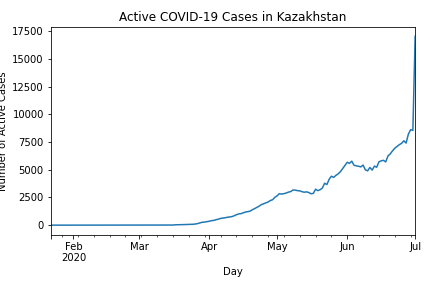 Active COVID-19 Cases in Kazakhstan
17500
15000
12500
10000
7500
5000
2500
0
Number of Active Cases
Feb
2020
Mar
Apr
May
Jun
Jul
Day